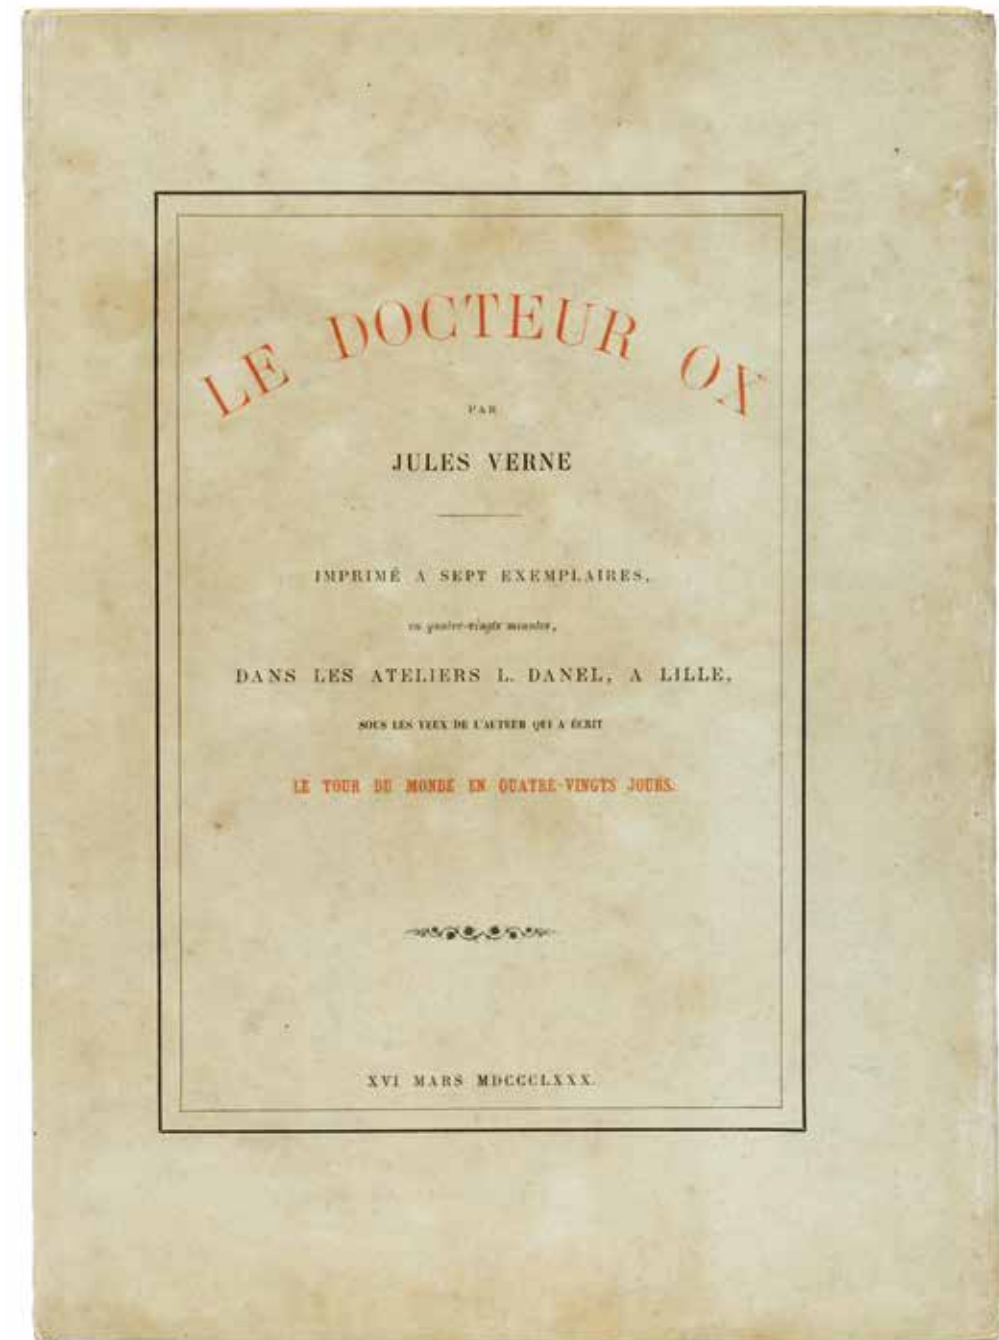 LE DOCTEUR OX
PAR
JULES VERNE
IMPRIMÉ A SEPT EXEMPLAIRES,
en quatre-vingts minutes,
DANS LES ATELIERS L. DANEL, A LILLE,
SOUS LES YEUX DE L'AUTEUR QUI A ÉCRIT
LE TOUR DU MONDE EN QUATRE-VINGTS JOURS.
XVI MARS MDCCCLXXX.